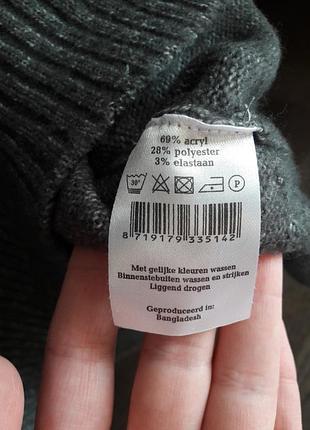 69% acryl
28% polyester
3% elastaan
30° P
8 719179 335142
Met gelijke kleuren wassen
Binnenstebuiten wassen en strijken
Liggend drogen
Geproduceerd in:
Bangladesh